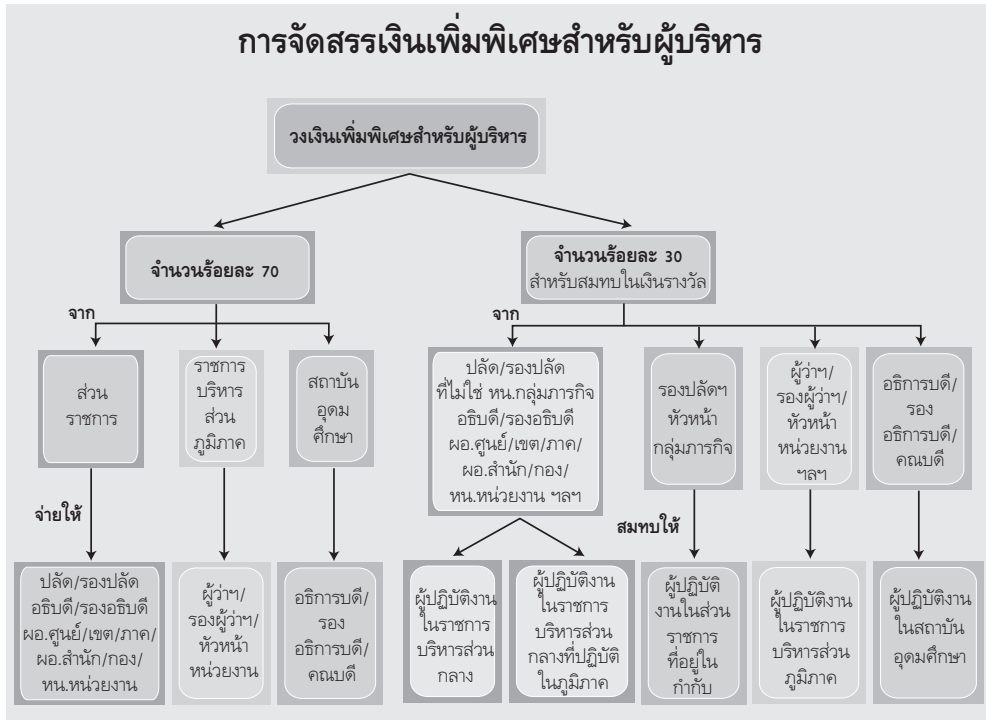 การจัดสรรเงินเพิ่มพิเศษสำหรับผู้บริหาร
วงเงินเพิ่มพิเศษสำหรับผู้บริหาร
จำนวนร้อยละ 70
จำนวนร้อยละ 30
สำหรับสมทบในเงินรางวัล
จาก
จาก
ส่วน
ราชการ
ราชการ
บริหาร
ส่วน
ภูมิภาค
สถาบัน
อุดม
ศึกษา
ปลัด/รองปลัด
ที่ไม่ใช่ หน.กลุ่มภารกิจ
อธิบดี/รองอธิบดี
ผอ.ศูนย์/เขต/ภาค/
ผอ.สำนัก/กอง/
หน.หน่วยงาน ฯลฯ
รองปลัดฯ
หัวหน้า
กลุ่มภารกิจ
ผู้ว่าฯ/
รองผู้ว่าฯ/
หัวหน้า
หน่วยงาน
ฯลฯ
อธิการบดี/
รอง
อธิการบดี/
คณบดี
จ่ายให้
สมทบให้
ปลัด/รองปลัด
อธิบดี/รองอธิบดี
ผอ.ศูนย์/เขต/ภาค/
ผอ.สำนัก/กอง/
หน.หน่วยงาน
ผู้ว่าฯ/
รองผู้ว่าฯ/
หัวหน้า
หน่วยงาน
อธิการบดี/
รอง
อธิการบดี/
คณบดี
ผู้ปฏิบัติงาน
ในราชการ
บริหารส่วน
กลาง
ผู้ปฏิบัติงาน
ในราชการ
บริหารส่วน
กลางที่ปฏิบัติ
ในภูมิภาค
ผู้ปฏิบัติ
งานในส่วน
ราชการ
ที่อยู่ใน
กำกับ
ผู้ปฏิบัติงาน
ในราชการ
บริหารส่วน
ภูมิภาค
ผู้ปฏิบัติงาน
ในสถาบัน
อุดมศึกษา